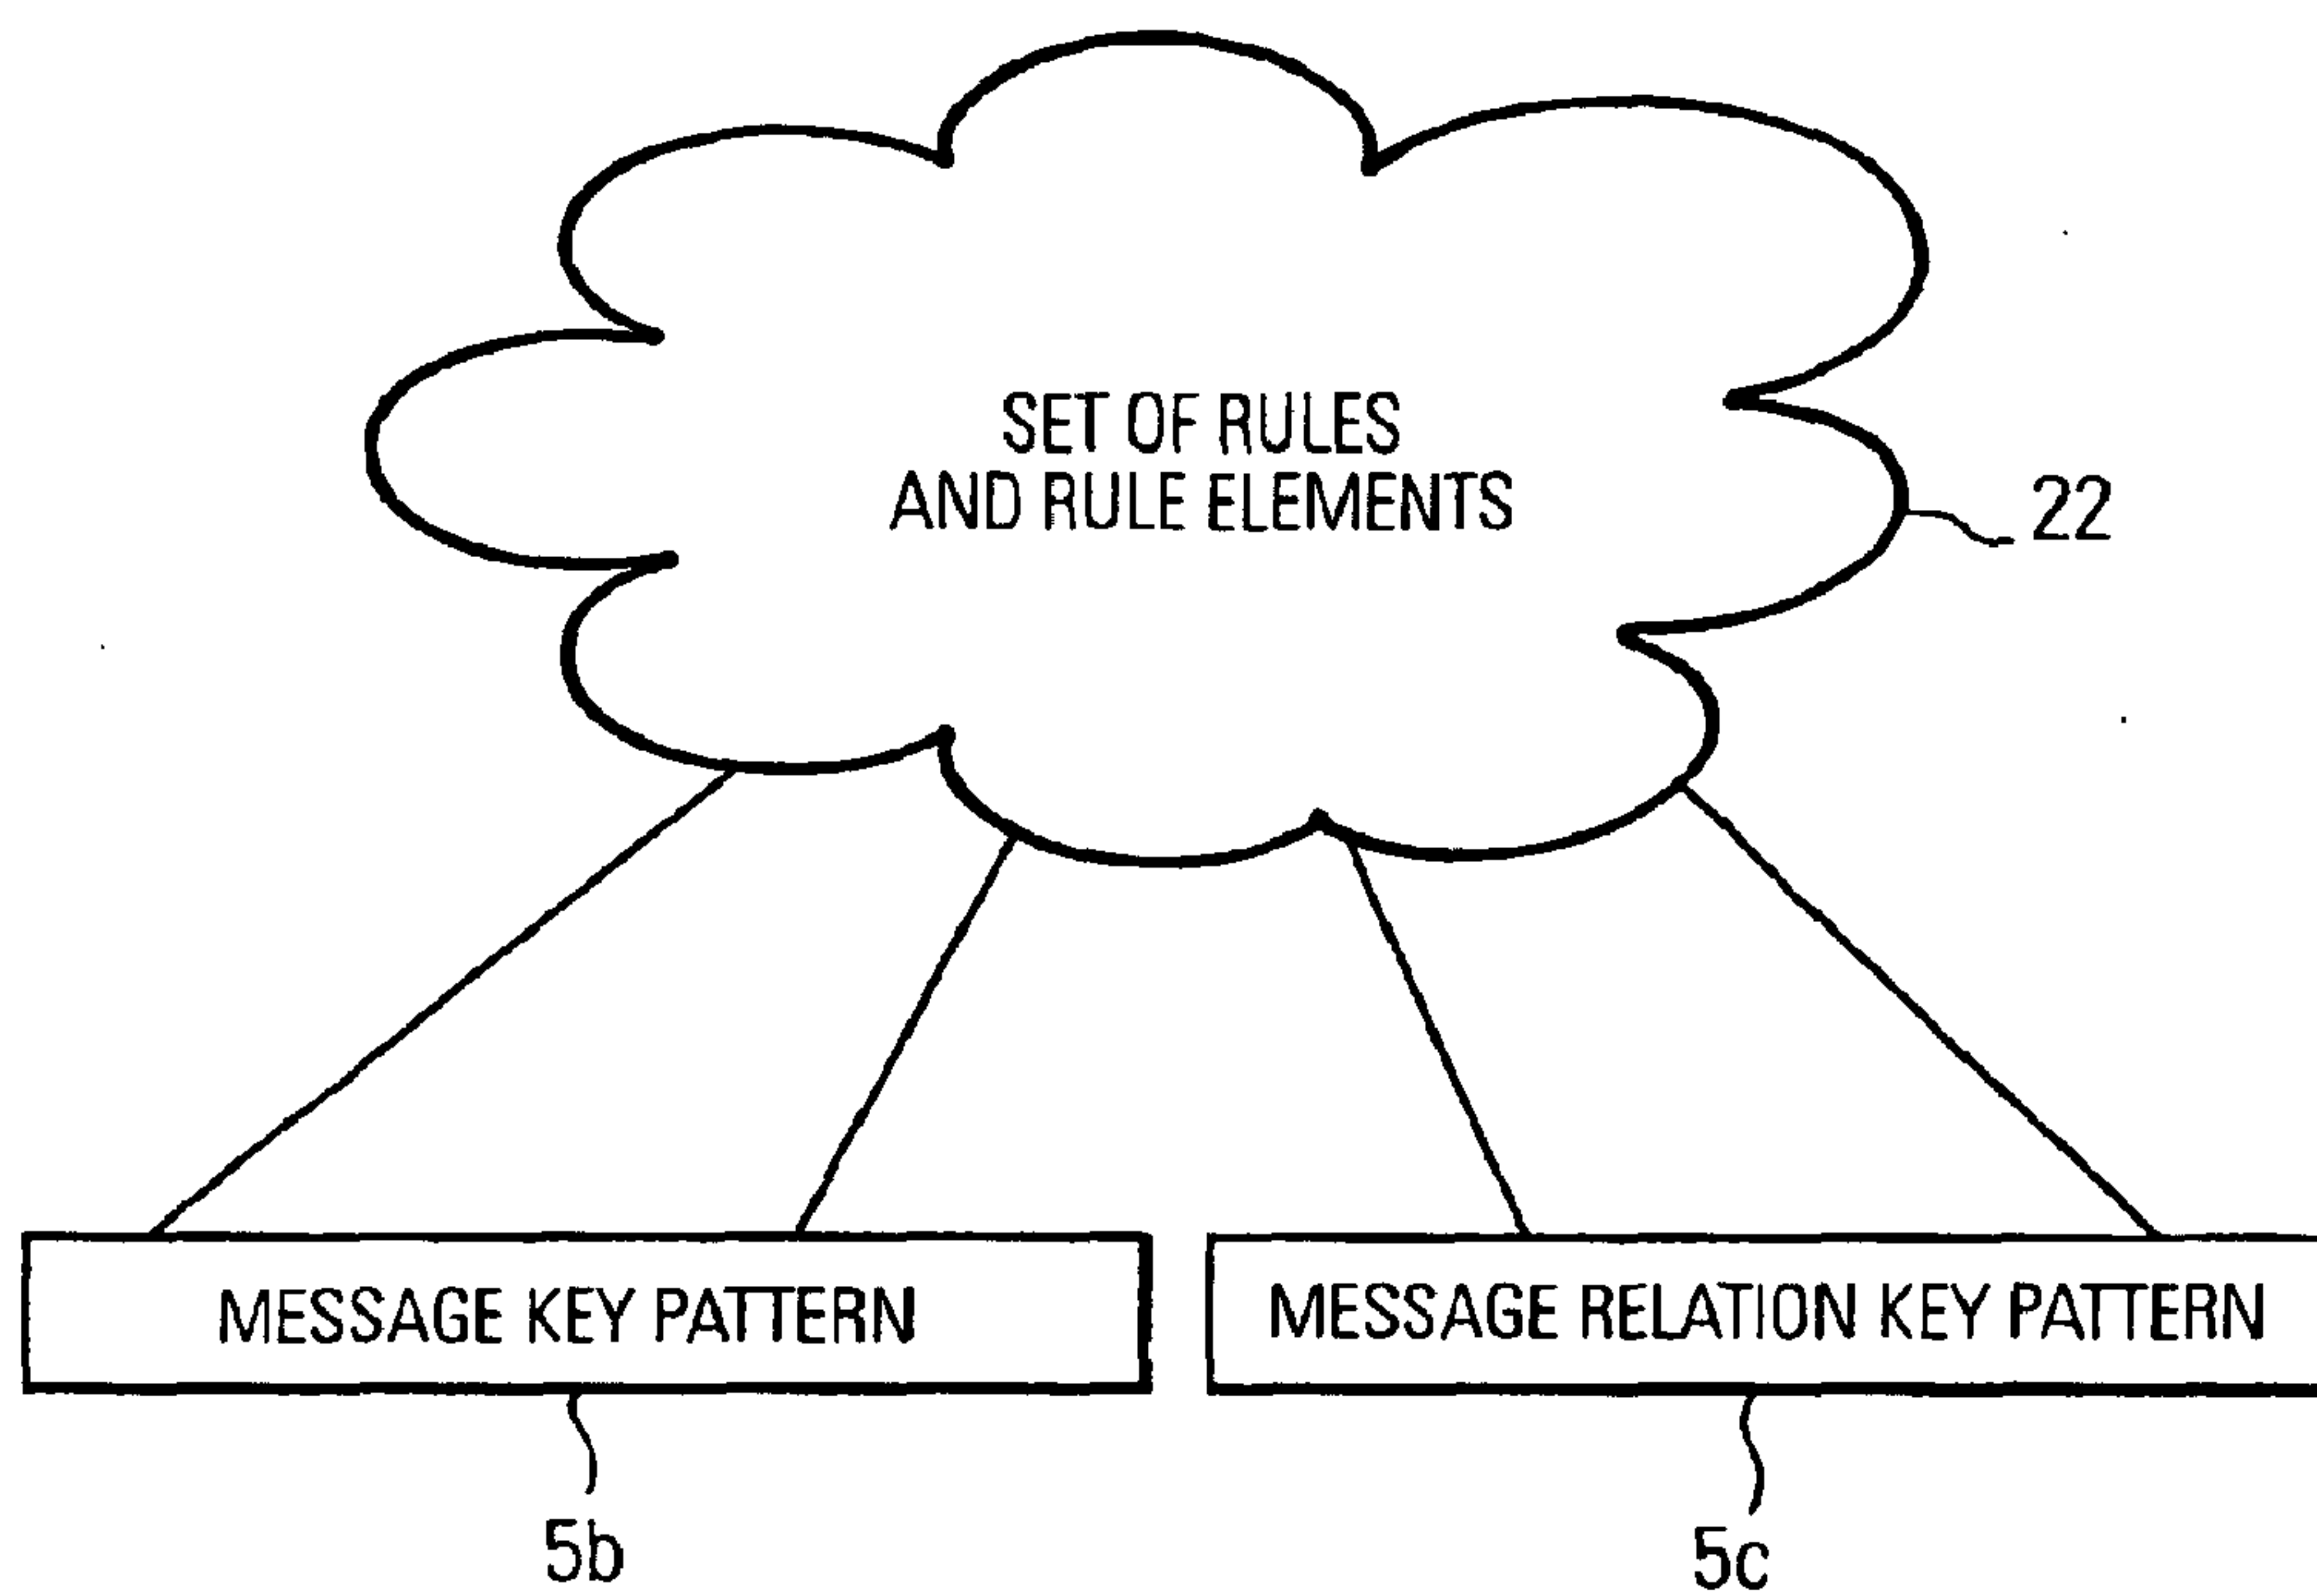 SET OF RULES
AND RULE ELEMENTS
22
MESSAGE KEY PATTERN
MESSAGE RELATION KEY PATTERN
5b
5c